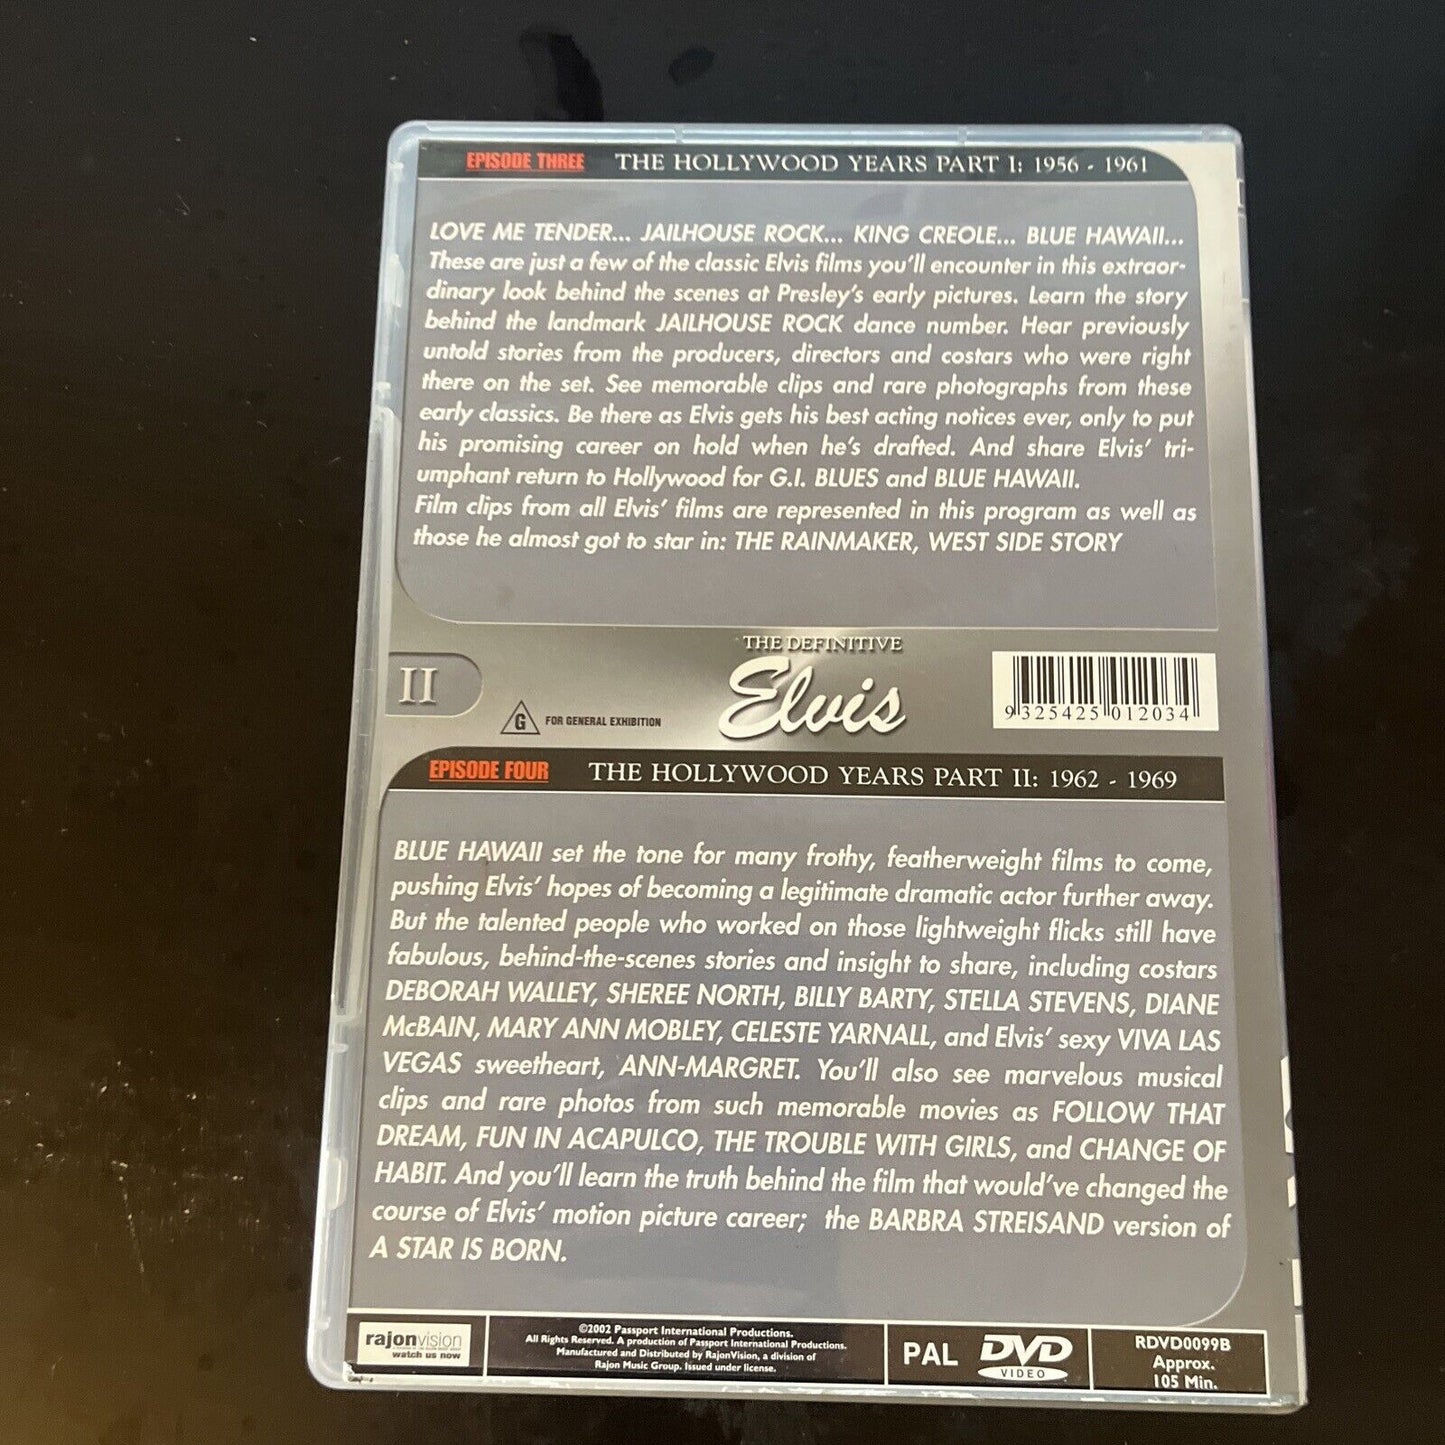 EPISODE THREE THE HOLLYWOOD YEARS PART I: 1956 - 1961
LOVE ME TENDER... JAILHOUSE ROCK... KING CREOLE... BLUE HAWAII...
These are just a few of the classic Elvis films you'll encounter in this extraor-
dinary look behind the scenes at Presley's early pictures. Learn the story
behind the landmark JAILHOUSE ROCK dance number. Hear previously
untold stories from the producers, directors and costars who were right
there on the set. See memorable clips and rare photographs from these
early classics. Be there as Elvis gets his best acting notices ever, only to put
his promising career on hold when he's drafted. And share Elvis' tri-
umphant return to Hollywood for G.I. BLUES and BLUE HAWAII.
Film clips from all Elvis' films are represented in this program as well as
those he almost got to star in: THE RAINMAKER, WEST SIDE STORY
II
G FOR GENERAL EXHIBITION
THE DEFINITIVE
Elvis
9 325425 012034
EPISODE FOUR THE HOLLYWOOD YEARS PART II: 1962 - 1969
BLUE HAWAII set the tone for many frothy, featherweight films to come,
pushing Elvis' hopes of becoming a legitimate dramatic actor further away.
But the talented people who worked on those lightweight flicks still have
fabulous, behind-the-scenes stories and insight to share, including costars
DEBORAH WALLEY, SHEREE NORTH, BILLY BARTY, STELLA STEVENS, DIANE
McBAIN, MARY ANN MOBLEY, CELESTE YARNALL, and Elvis' sexy VIVA LAS
VEGAS sweetheart, ANN-MARGRET. You'll also see marvelous musical
clips and rare photos from such memorable movies as FOLLOW THAT
DREAM, FUN IN ACAPULCO, THE TROUBLE WITH GIRLS, and CHANGE OF
HABIT. And you'll learn the truth behind the film that would've changed the
course of Elvis' motion picture career; the BARBRA STREISAND version of
A STAR IS BORN.
rajonvision
watch us now
©2002 Passport International Productions.
All Rights Reserved. A production of Passport International Productions.
Manufactured and Distributed by RajonVision, a division of
Rajon Music Group. Issued under license.
PAL
DVD
VIDEO
RDVD0099B
Approx.
105 Min.